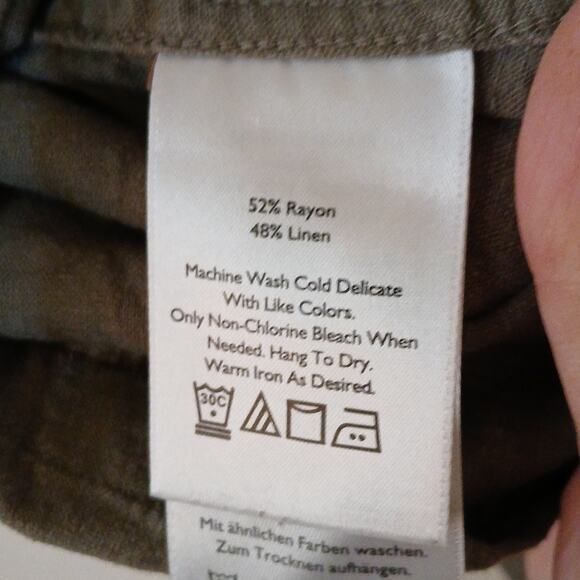 52% Rayon
48% Linen
Machine Wash Cold Delicate
With Like Colors.
Only Non-Chlorine Bleach When
Needed. Hang To Dry.
Warm Iron As Desired.
30C
Mit ähnlichen Farben waschen.
Zum Trocknen aufhangen.